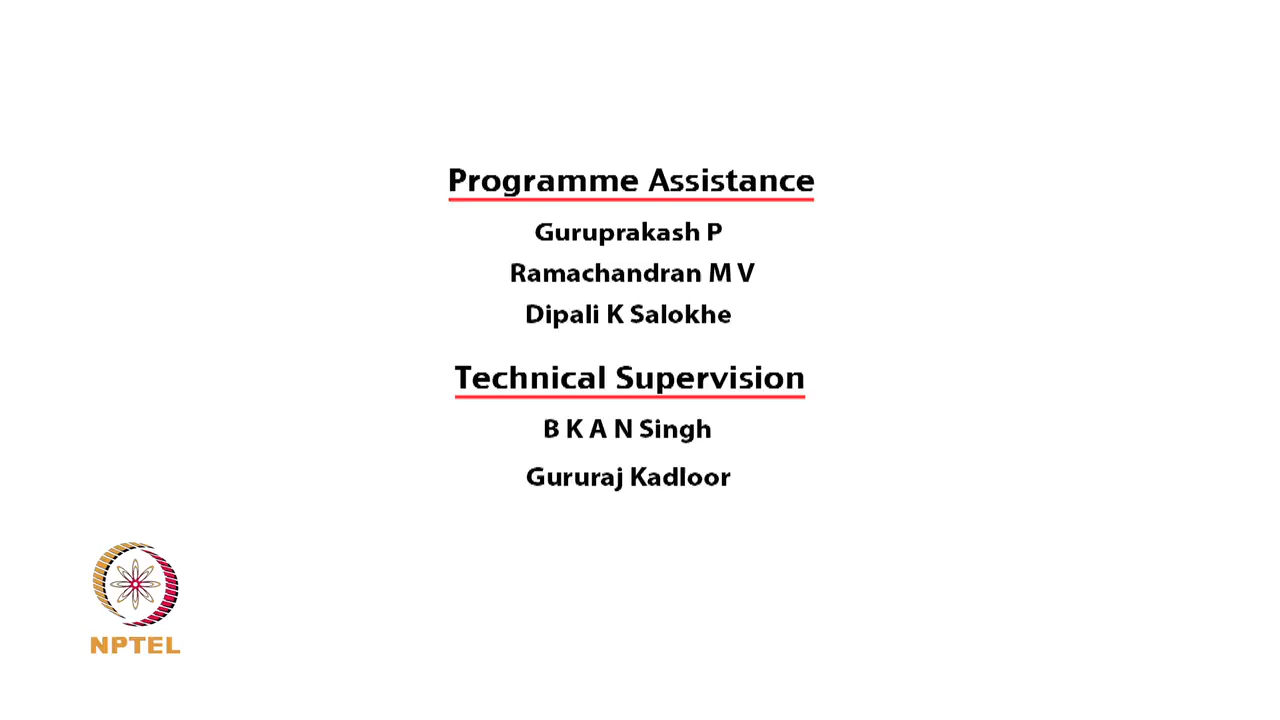 Programme Assistance
Guruprakash P
Ramachandran M V
Dipali K Salokhe
Technical Supervision
B K A N Singh
Gururaj Kadloor
NPTEL